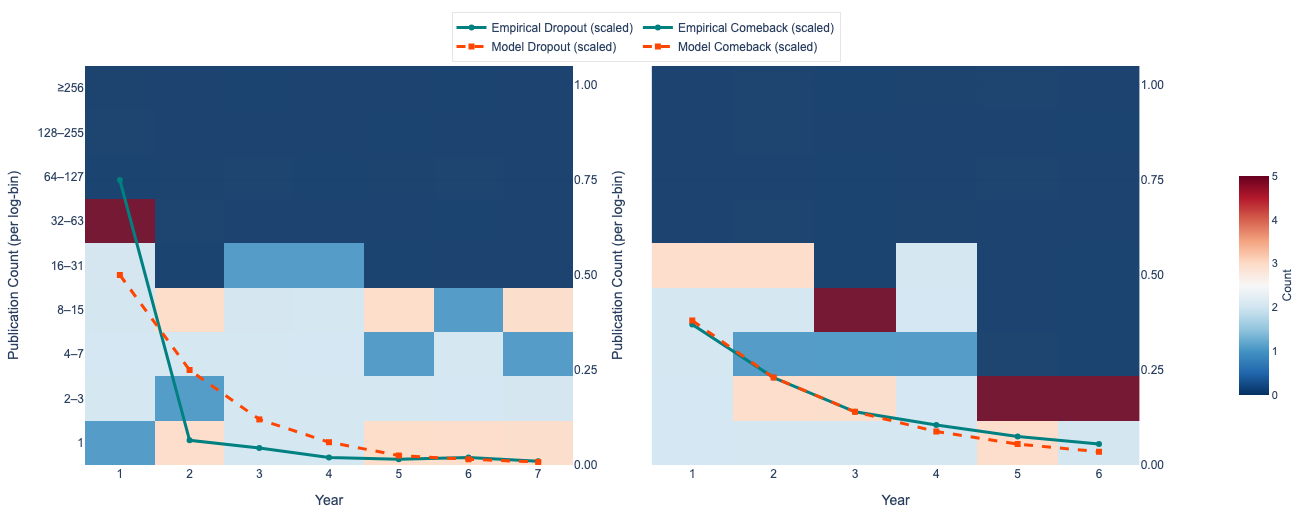 Empirical Dropout (scaled) Empirical Comeback (scaled)
Model Dropout (scaled) Model Comeback (scaled)
≥256
128–255
64–127
32–63
16–31
8–15
4–7
2–3
1
Publication Count (per log-bin)
1 2 3 4 5 6 7
Year
1.00
0.75
0.50
0.25
0.00
Publication Count (per log-bin)
1 2 3 4 5 6
Year
1.00
0.75
0.50
0.25
0.00
5
4
3
2
1
0
Count